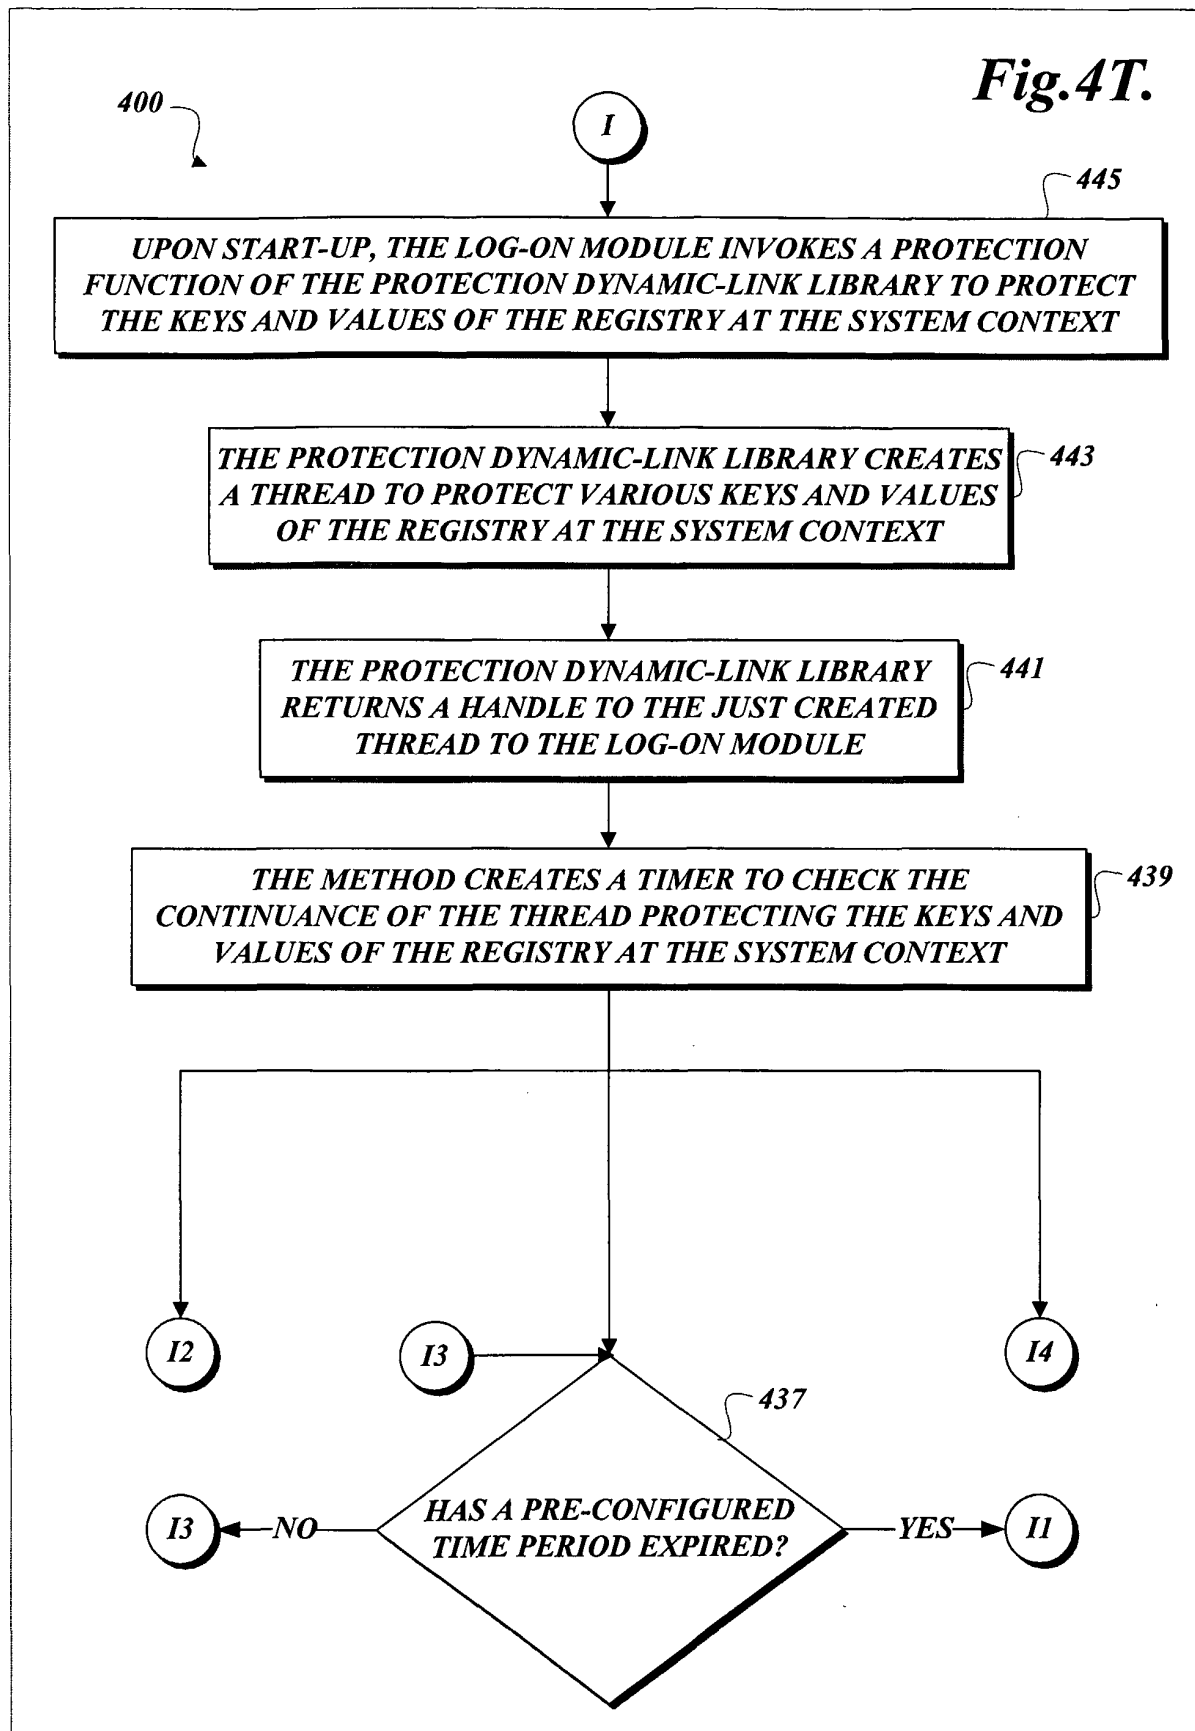 Fig.4T.
400
I
445
UPON START-UP, THE LOG-ON MODULE INVOKES A PROTECTION
FUNCTION OF THE PROTECTION DYNAMIC-LINK LIBRARY TO PROTECT
THE KEYS AND VALUES OF THE REGISTRY AT THE SYSTEM CONTEXT
443
THE PROTECTION DYNAMIC-LINK LIBRARY CREATES
A THREAD TO PROTECT VARIOUS KEYS AND VALUES
OF THE REGISTRY AT THE SYSTEM CONTEXT
441
THE PROTECTION DYNAMIC-LINK LIBRARY
RETURNS A HANDLE TO THE JUST CREATED
THREAD TO THE LOG-ON MODULE
439
THE METHOD CREATES A TIMER TO CHECK THE
CONTINUANCE OF THE THREAD PROTECTING THE KEYS AND
VALUES OF THE REGISTRY AT THE SYSTEM CONTEXT
I2
I3
I4
437
HAS A PRE-CONFIGURED
TIME PERIOD EXPIRED?
I3
NO
YES
I1